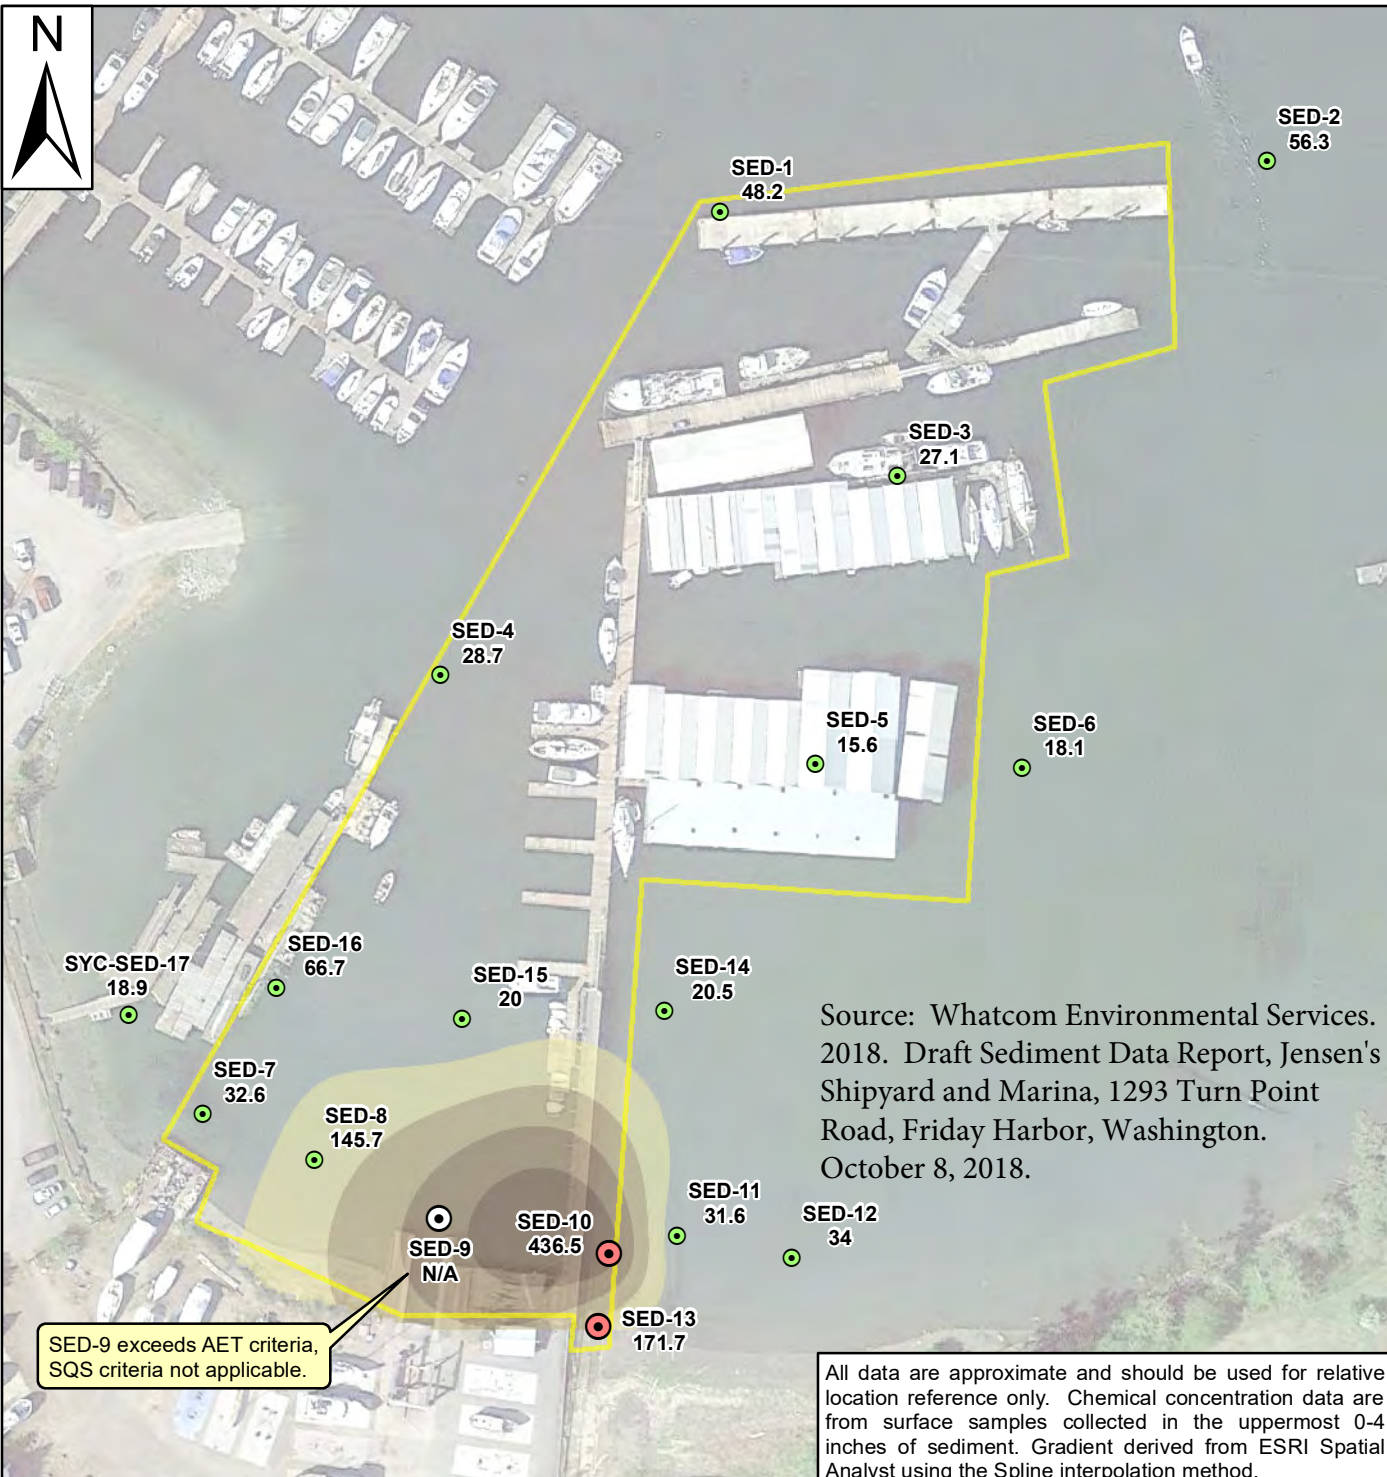 N
SED-2
56.3
SED-1
48.2
SED-3
27.1
SED-4
28.7
SED-5
15.6
SED-6
18.1
SED-16
66.7
SYC-SED-17
18.9
SED-15
20
SED-14
20.5
Source: Whatcom Environmental Services.
2018. Draft Sediment Data Report, Jensen's
Shipyard and Marina, 1293 Turn Point
Road, Friday Harbor, Washington.
October 8, 2018.
SED-7
32.6
SED-8
145.7
SED-11
31.6
SED-12
34
SED-10
436.5
SED-9
N/A
SED-13
171.7
SED-9 exceeds AET criteria,
SQS criteria not applicable.
All data are approximate and should be used for relative
location reference only. Chemical concentration data are
from surface samples collected in the uppermost 0-4
inches of sediment. Gradient derived from ESRI Spatial
Analyst using the Spline interpolation method.